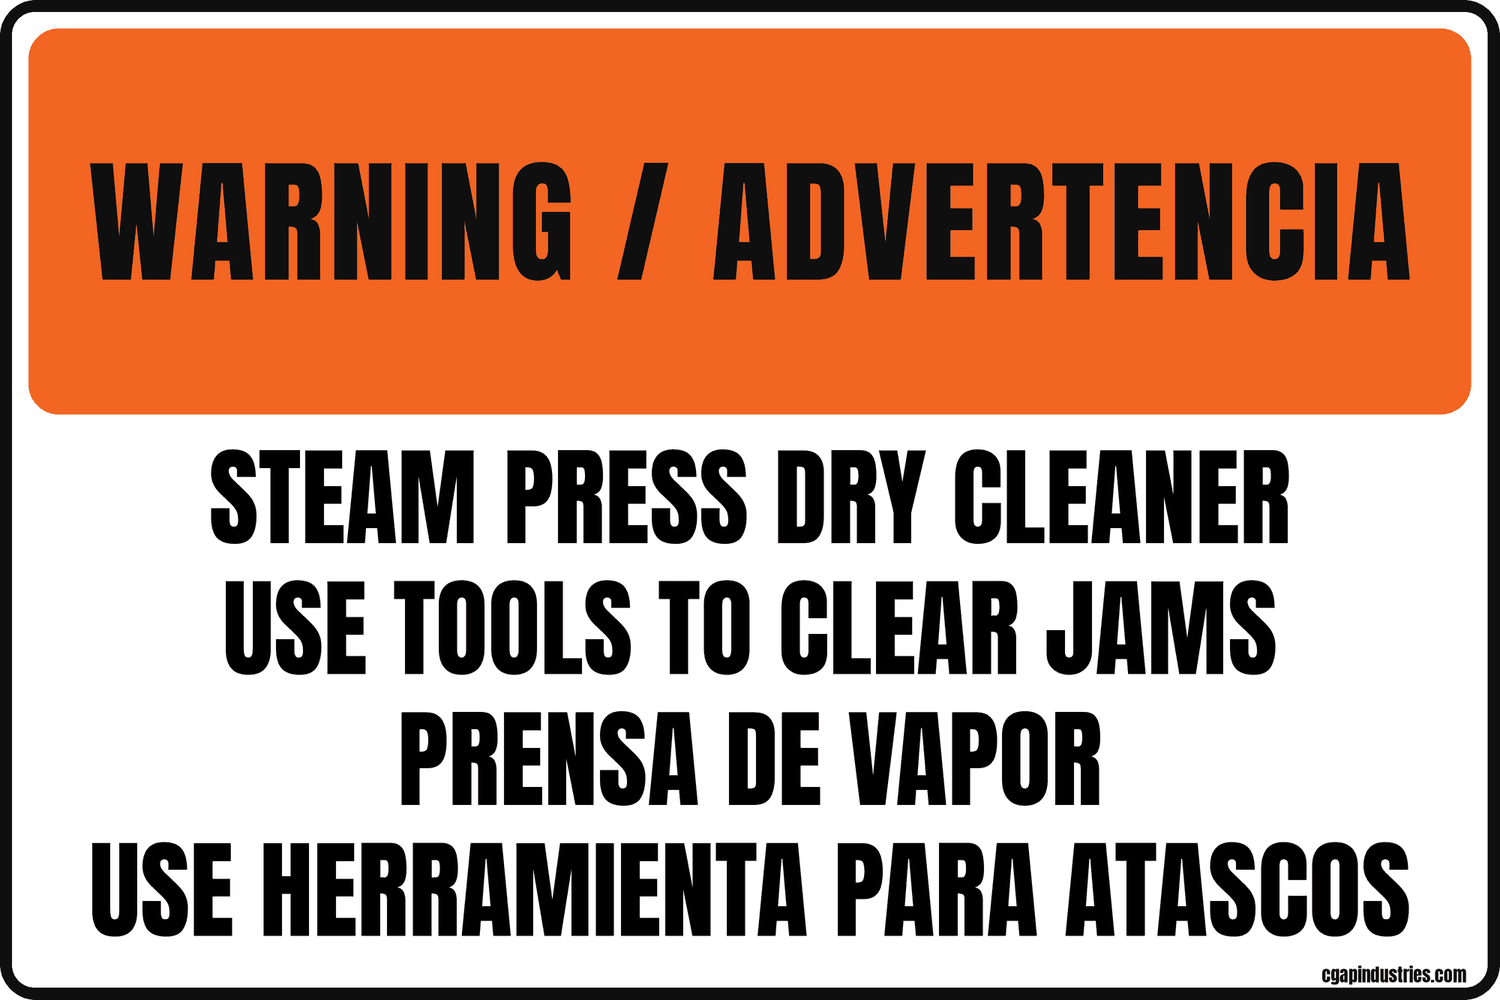 WARNING / ADVERTENCIA
STEAM PRESS DRY CLEANER
USE TOOLS TO CLEAR JAMS
PRENSA DE VAPOR
USE HERRAMIENTA PARA ATASCOS
cgapindustries.com